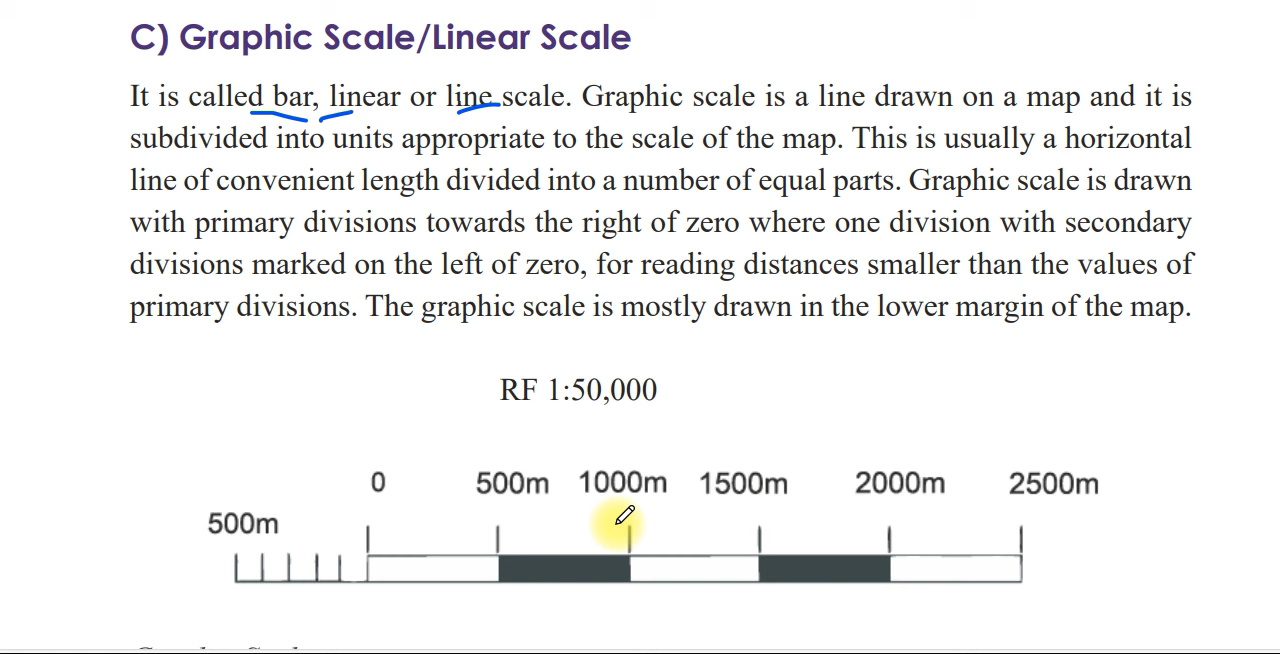 C) Graphic Scale/Linear Scale
It is called bar, linear or line scale. Graphic scale is a line drawn on a map and it is
subdivided into units appropriate to the scale of the map. This is usually a horizontal
line of convenient length divided into a number of equal parts. Graphic scale is drawn
with primary divisions towards the right of zero where one division with secondary
divisions marked on the left of zero, for reading distances smaller than the values of
primary divisions. The graphic scale is mostly drawn in the lower margin of the map.
RF 1:50,000
0 500m 1000m 1500m 2000m 2500m
500m